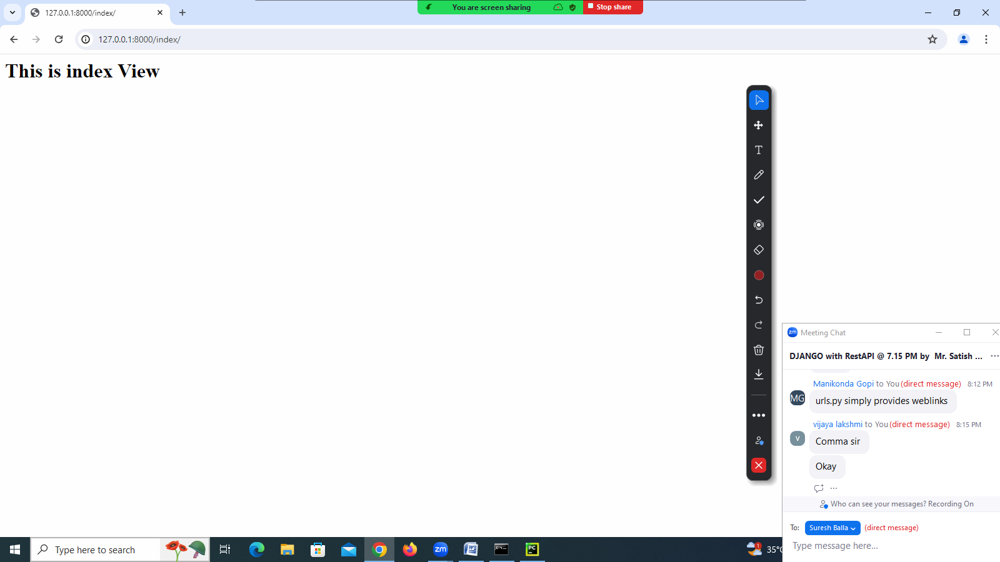 127.0.0.1:8000/index/
You are screen sharing
Stop share
127.0.0.1:8000/index/
This is index View
T
zm
Meeting Chat
DJANGO with RestAPI @ 7.15 PM by Mr. Satish ...
Manikonda Gopi to You (direct message) 8:12 PM
MG
urls.py simply provides weblinks
vijaya lakshmi to You (direct message) 8:15 PM
V
Comma sir
Okay
Who can see your messages? Recording On
To: Suresh Balla (direct message)
Type message here...
Type here to search
zm
W
C:\
PC
1
35°C